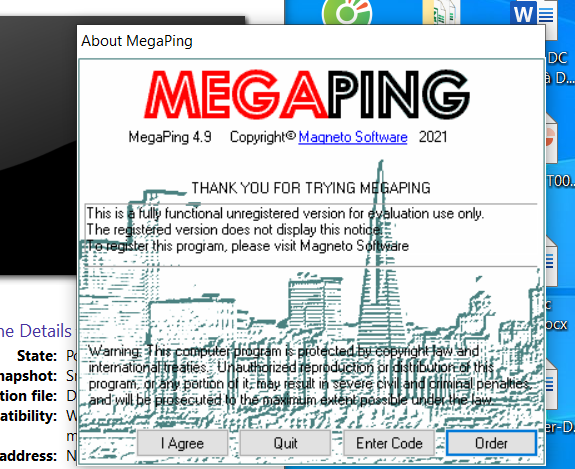 About MegaPing
MEGAPING
MegaPing 4.9 Copyright© Magneto Software 2021
THANK YOU FOR TRYING MEGAPING
This is a fully functional unregistered version for evaluation use only.
The registered version does not display this notice.
To register this program, please visit Magneto Software
Warning: This computer program is protected by copyright law and
international treaties. Unauthorized reproduction or distribution of this
program, or any portion of it, may result in severe civil and criminal penalties,
and will be prosecuted to the maximum extent possible under the law.
I Agree Quit Enter Code Order
ne Details
State: Po
napshot:
ion file: D
atibility: W
m
address: N
W
DC
à D...
T00...
c
ocx
er-D...